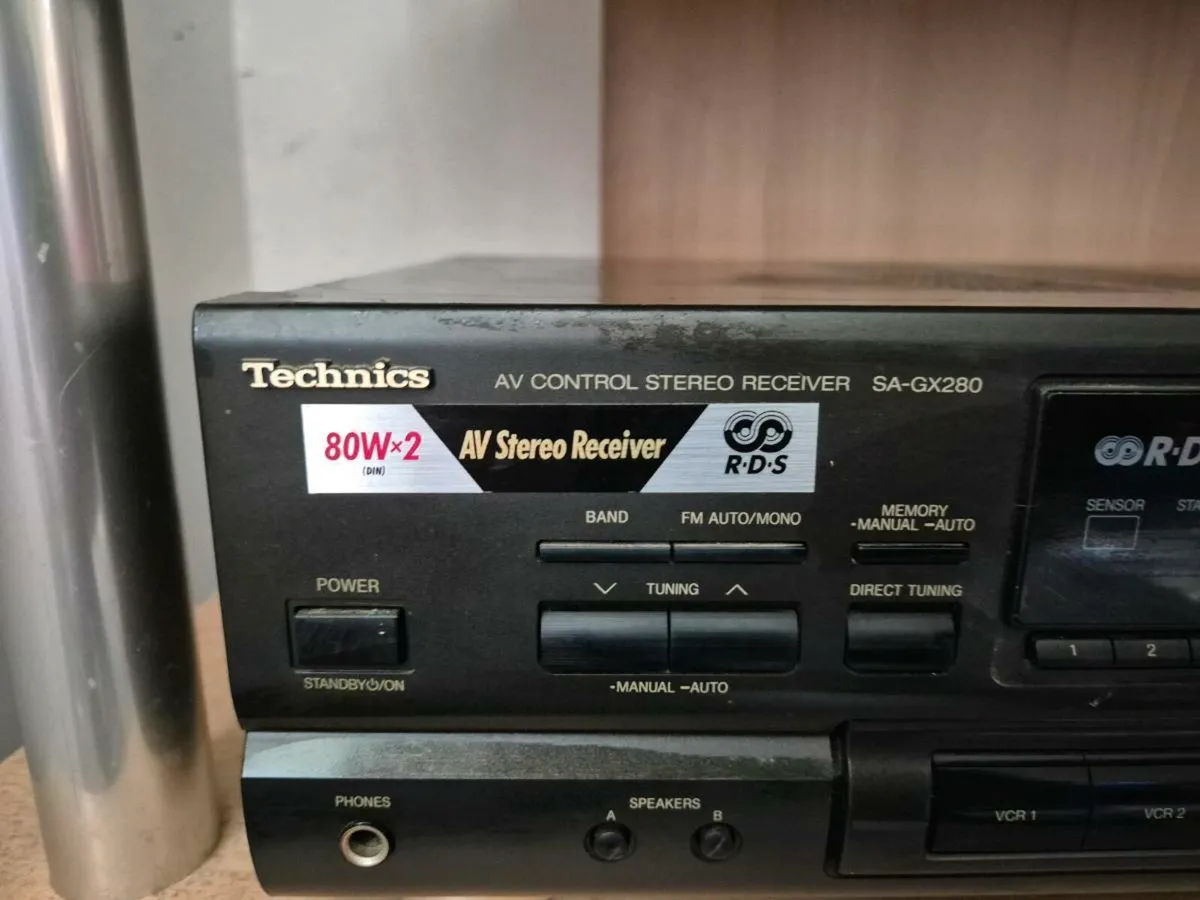 Technics
AV CONTROL STEREO RECEIVER SA-GX280
80W×2
(DIN)
AV Stereo Receiver
R·D·S
R·D
SENSOR
STA
BAND
FM AUTO/MONO
MEMORY
-MANUAL –AUTO
POWER
TUNING
DIRECT TUNING
1
2
STANDBY⏻/ON
-MANUAL –AUTO
PHONES
SPEAKERS
A
B
VCR 1
VCR 2